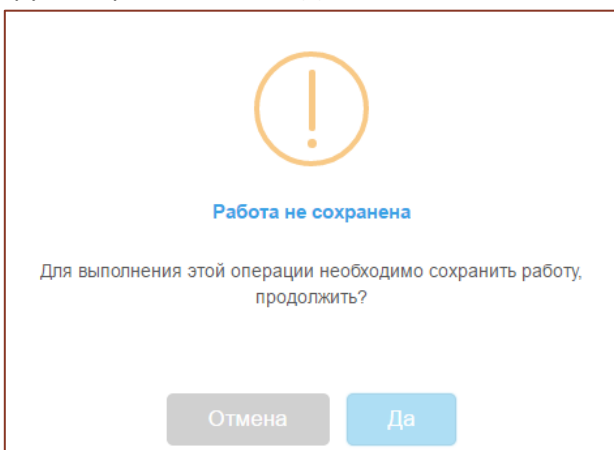 Работа не сохранена
Для выполнения этой операции необходимо сохранить работу,
продолжить?
Отмена
Да